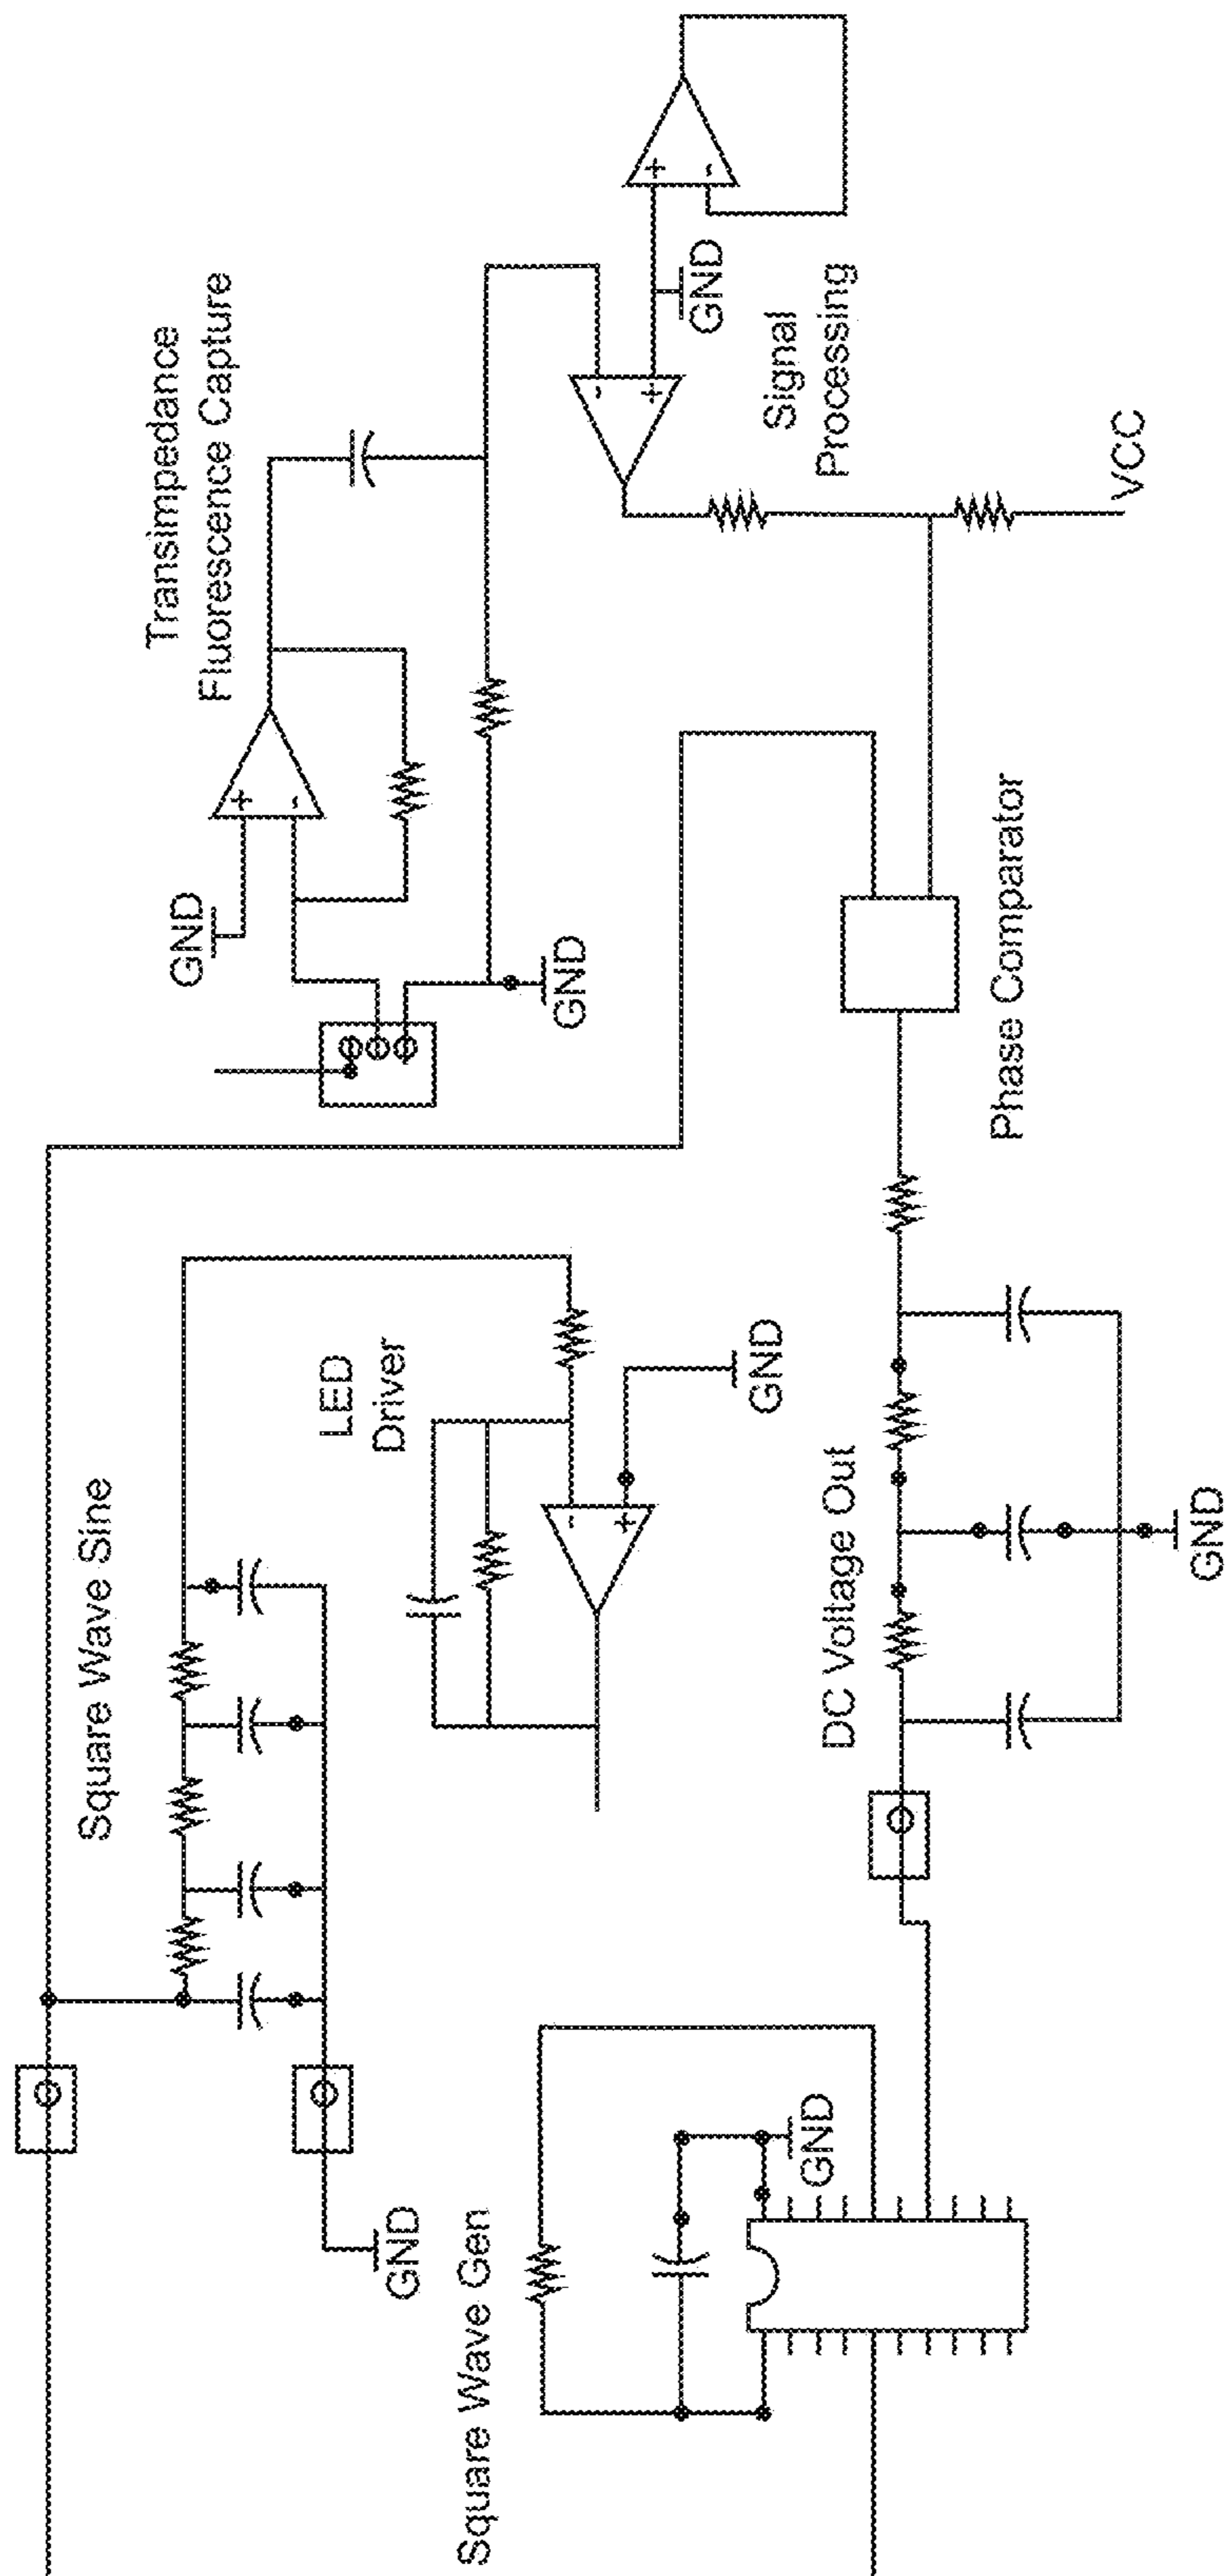 Square Wave Sine
Transimpedance
Fluorescence Capture
GND
+
-
LED
Driver
GND
Square Wave Gen
GND
-
+
-
+
+
-
GND
GND
Signal
Processing
GND
DC Voltage Out
Phase Comparator
VCC
GND